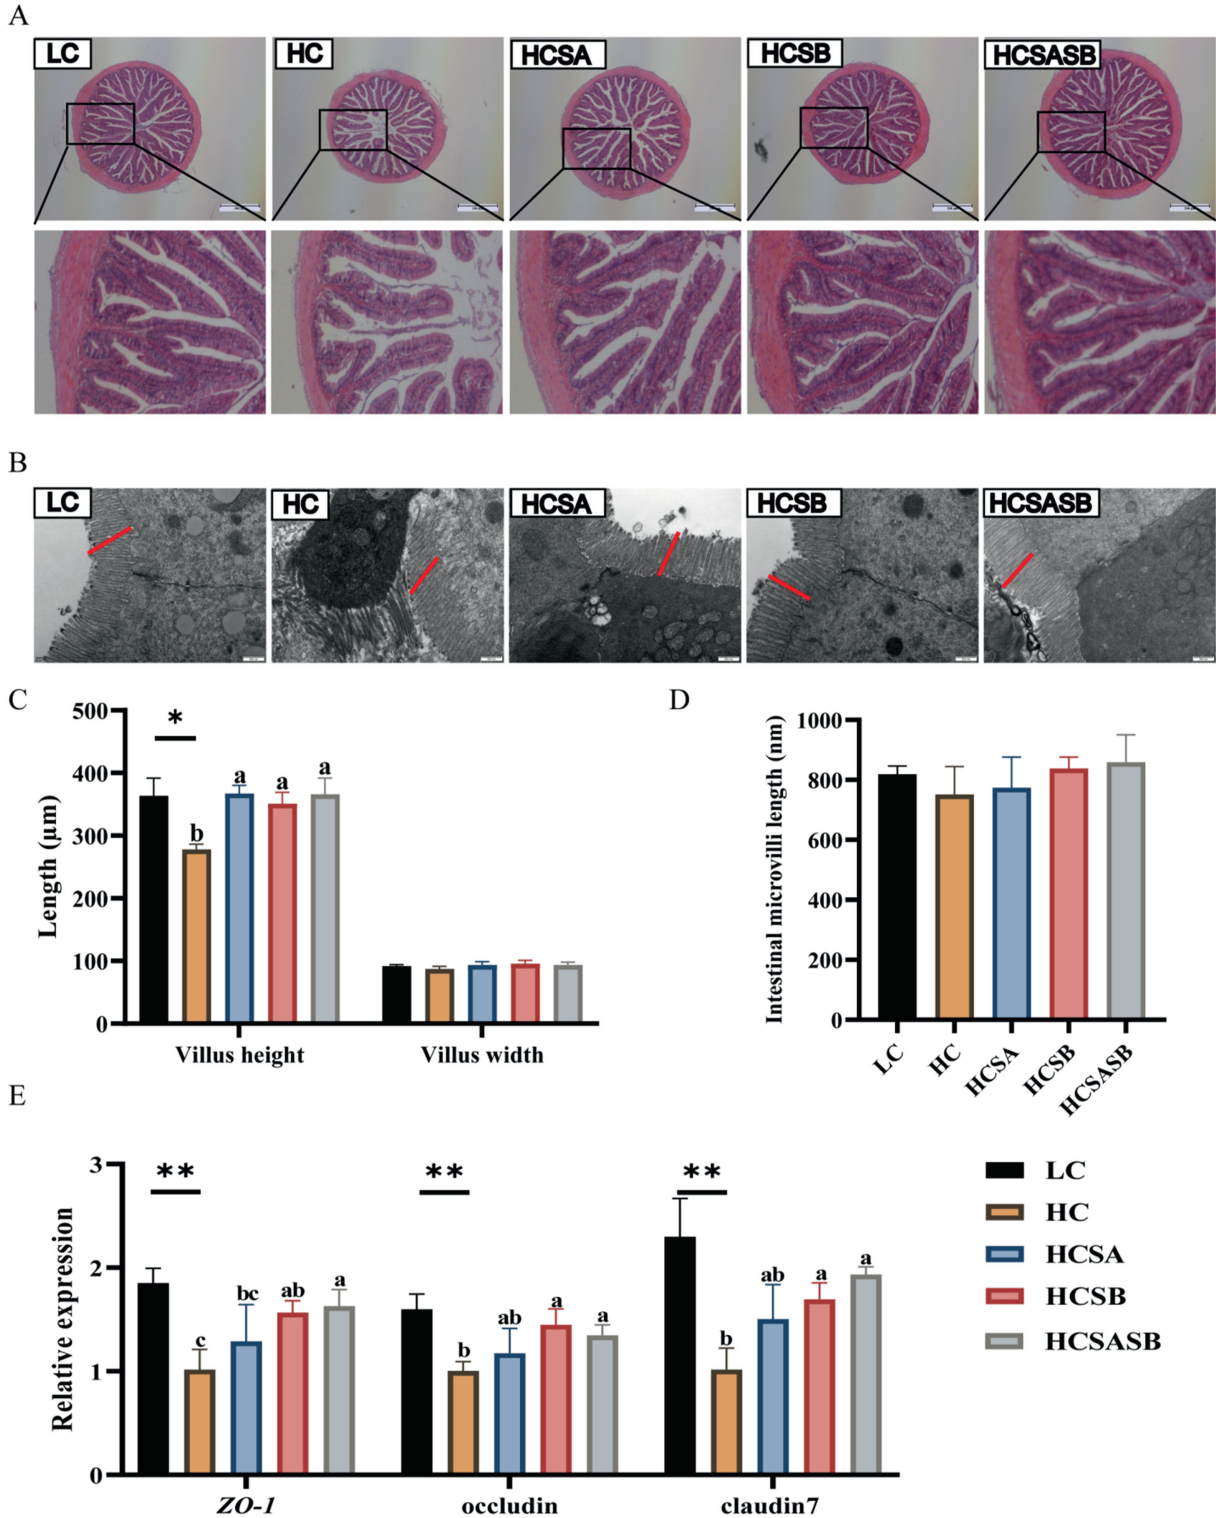 A
LC HC HCSA HCSB HCSASB
B
LC HC HCSA HCSB HCSASB
C
500
400
300
200
100
0
Length (μm)
*
b
a
a
a
Villus height Villus width
D
1000
800
600
400
200
0
Intestinal microvilli length (nm)
LC HC HCSA HCSB HCSASB
E
3
2
1
0
Relative expression
** ** **
c bc ab a
b ab a a
b ab a a
ZO-1 occludin claudin7
LC
HC
HCSA
HCSB
HCSASB